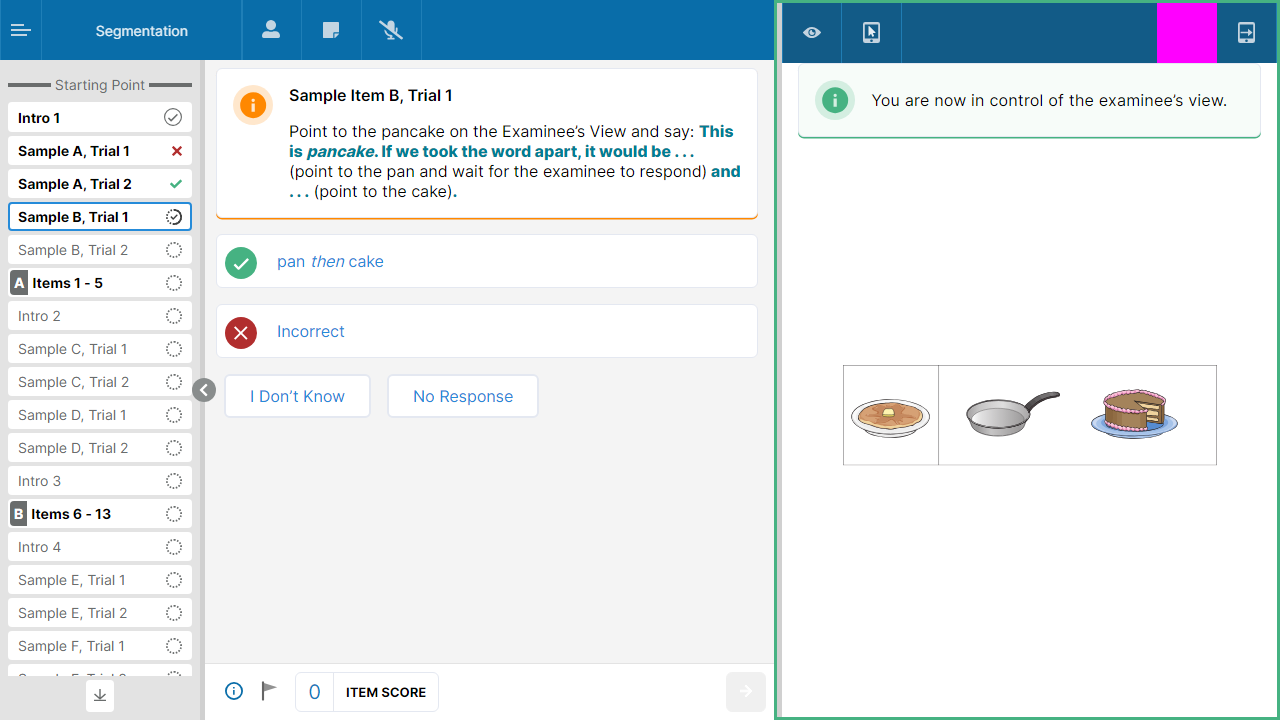 Segmentation
Starting Point
Intro 1
Sample A, Trial 1
Sample A, Trial 2
Sample B, Trial 1
Sample B, Trial 2
A Items 1 - 5
Intro 2
Sample C, Trial 1
Sample C, Trial 2
Sample D, Trial 1
Sample D, Trial 2
Intro 3
B Items 6 - 13
Intro 4
Sample E, Trial 1
Sample E, Trial 2
Sample F, Trial 1
Sample Item B, Trial 1
Point to the pancake on the Examinee’s View and say: This
is pancake. If we took the word apart, it would be . . .
(point to the pan and wait for the examinee to respond) and
. . . (point to the cake).
pan then cake
Incorrect
I Don’t Know
No Response
0 ITEM SCORE
You are now in control of the examinee’s view.